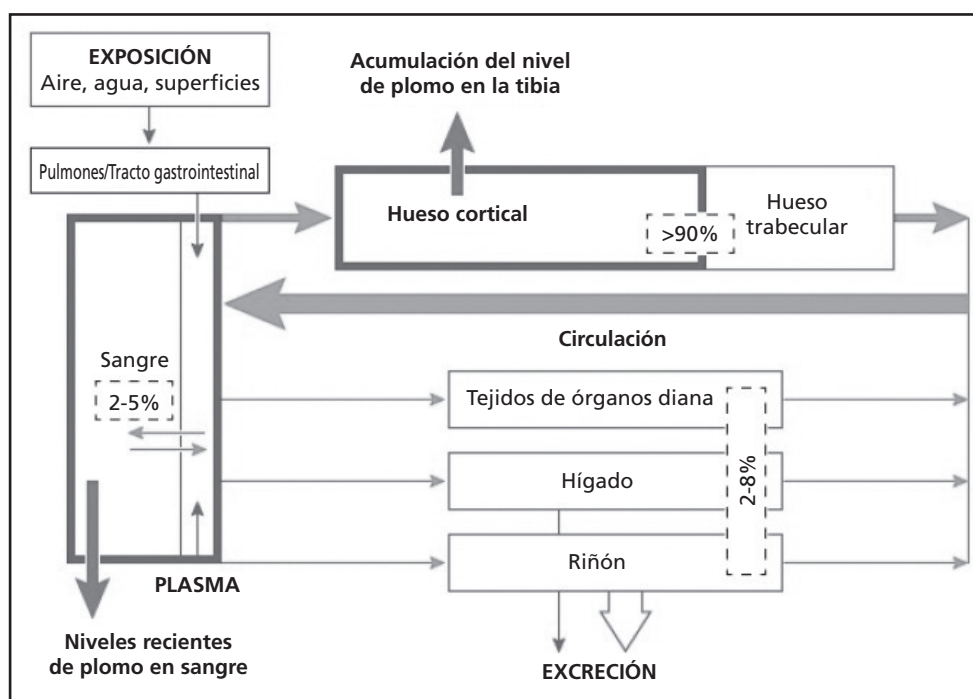 EXPOSICIÓN
Aire, agua, superficies
Pulmones/Tracto gastrointestinal
Acumulación del nivel
de plomo en la tibia
Hueso cortical
>90%
Hueso
trabecular
Circulación
Sangre
2-5%
Tejidos de órganos diana
Hígado
Riñón
2-8%
PLASMA
Niveles recientes
de plomo en sangre
EXCRECIÓN